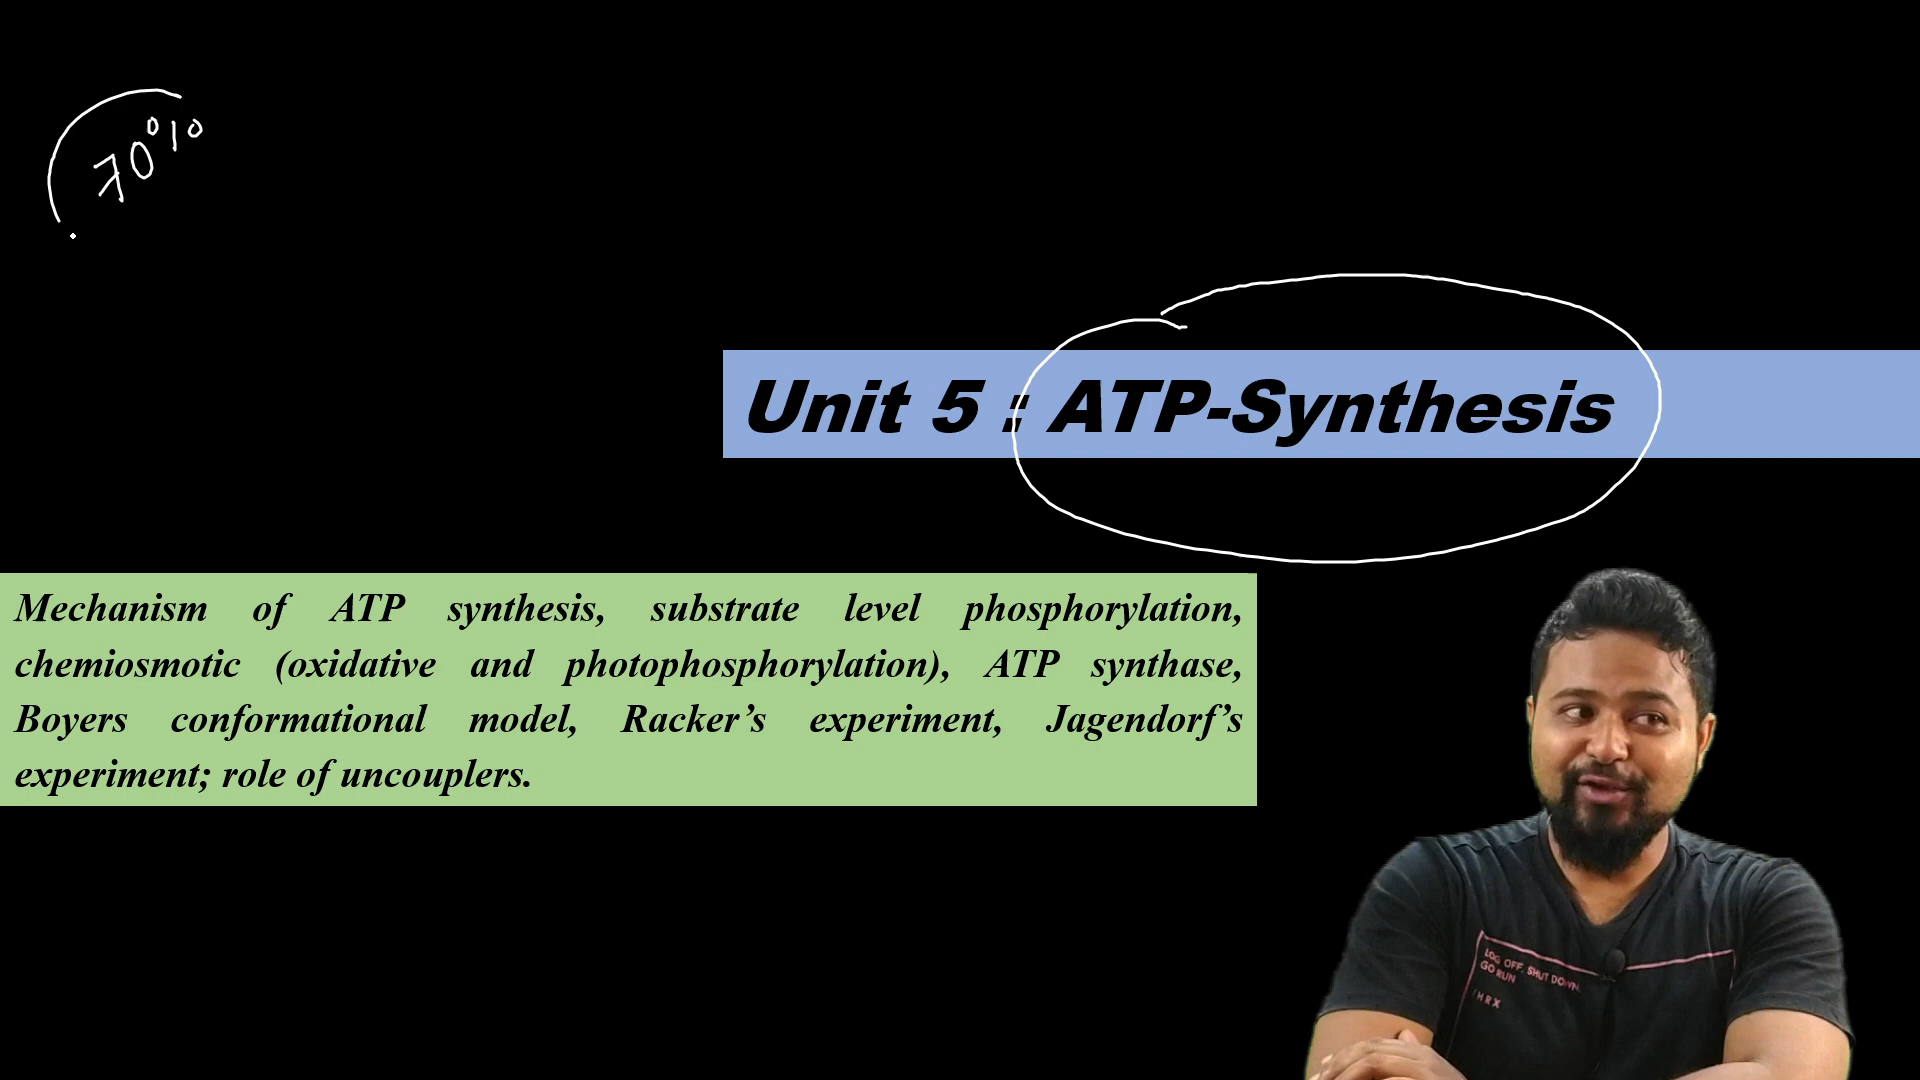 70%
Unit 5 : ATP-Synthesis
Mechanism of ATP synthesis, substrate level phosphorylation,
chemiosmotic (oxidative and photophosphorylation), ATP synthase,
Boyers conformational model, Racker’s experiment, Jagendorf’s
experiment; role of uncouplers.
LOG OFF. SHUT DOWN.
GO RUN
HRX